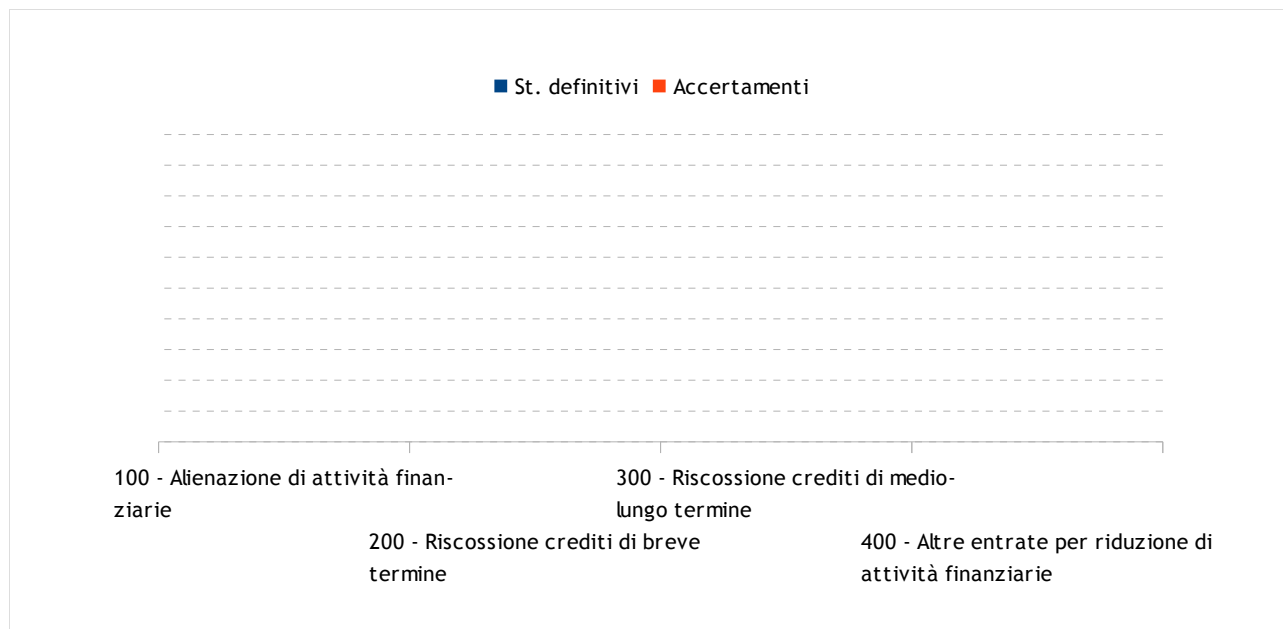 St. definitivi Accertamenti
100 - Alienazione di attività finan-
ziarie
200 - Riscossione crediti di breve
termine
300 - Riscossione crediti di medio-
lungo termine
400 - Altre entrate per riduzione di
attività finanziarie